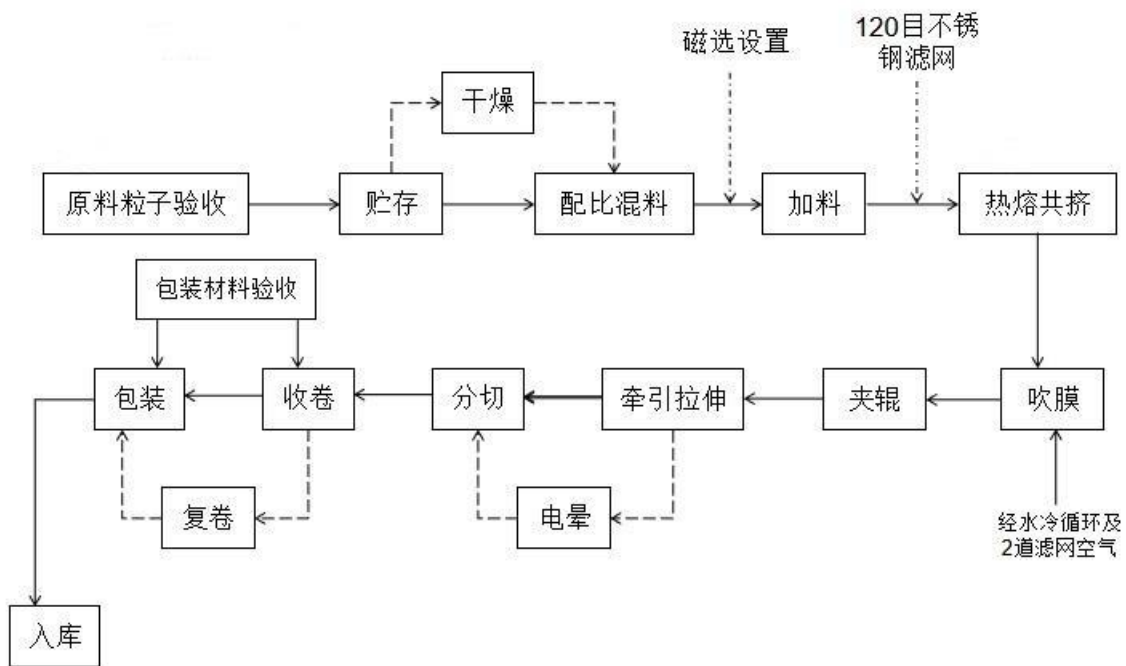 磁选设置
120目不锈
钢滤网
干燥
原料粒子验收
贮存
配比混料
加料
热熔共挤
包装材料验收
包装
收卷
分切
牵引拉伸
夹辊
吹膜
复卷
电晕
经水冷循环及
2道滤网空气
入库